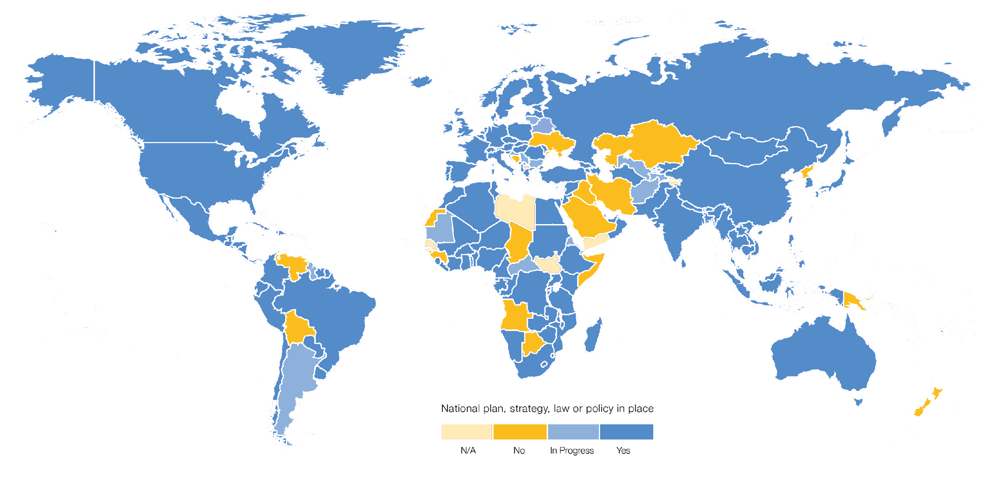 National plan, strategy, law or policy in place
N/A
No
In Progress
Yes